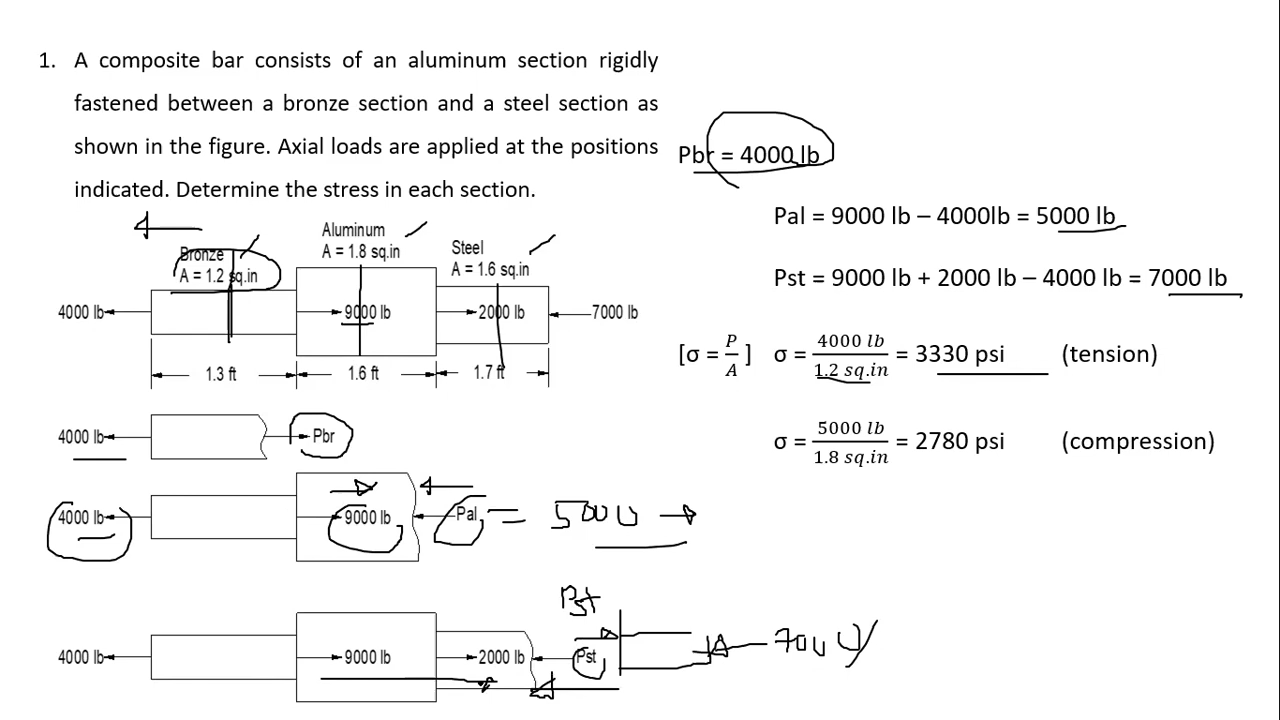 1. A composite bar consists of an aluminum section rigidly
fastened between a bronze section and a steel section as
shown in the figure. Axial loads are applied at the positions
indicated. Determine the stress in each section.
Bronze
A = 1.2 sq.in
Aluminum
A = 1.8 sq.in
Steel
A = 1.6 sq.in
4000 lb
9000 lb
2000 lb
7000 lb
1.3 ft
1.6 ft
1.7 ft
4000 lb
Pbr
4000 lb
9000 lb
Pal
= 5000
Pst
4000 lb
9000 lb
2000 lb
Pst
700
Pbr = 4000 lb
Pal = 9000 lb – 4000lb = 5000 lb
Pst = 9000 lb + 2000 lb – 4000 lb = 7000 lb
[σ = P/A] σ = 4000 lb / 1.2 sq.in = 3330 psi (tension)
σ = 5000 lb / 1.8 sq.in = 2780 psi (compression)